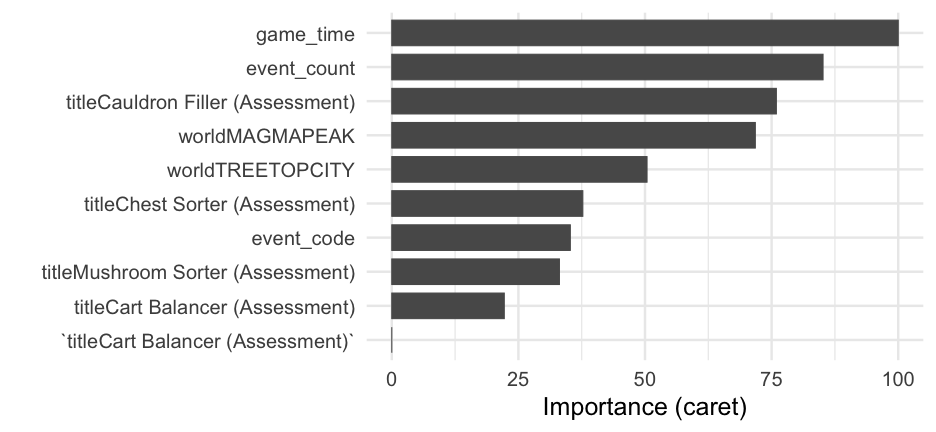 game_time
event_count
titleCauldron Filler (Assessment)
worldMAGMAPEAK
worldTREETOPCITY
titleChest Sorter (Assessment)
event_code
titleMushroom Sorter (Assessment)
titleCart Balancer (Assessment)
`titleCart Balancer (Assessment)`
0 25 50 75 100
Importance (caret)